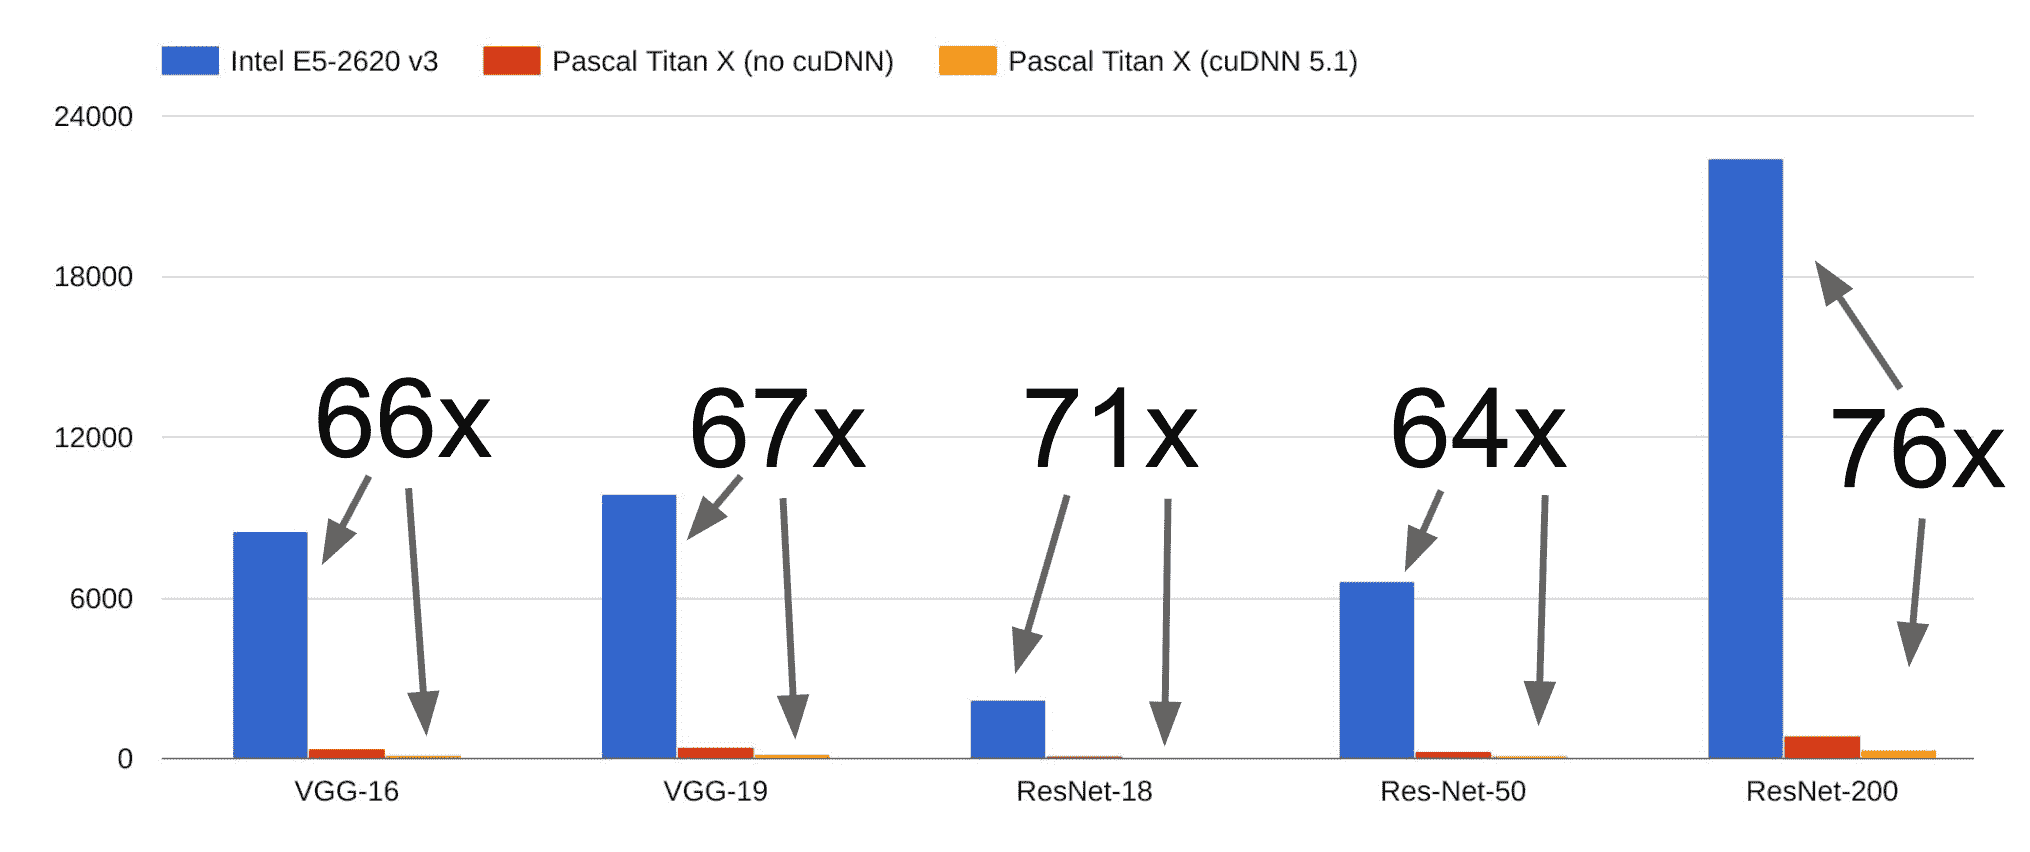 Intel E5-2620 v3 Pascal Titan X (no cuDNN) Pascal Titan X (cuDNN 5.1)
24000
18000
12000
6000
0
66x 67x 71x 64x 76x
VGG-16 VGG-19 ResNet-18 Res-Net-50 ResNet-200